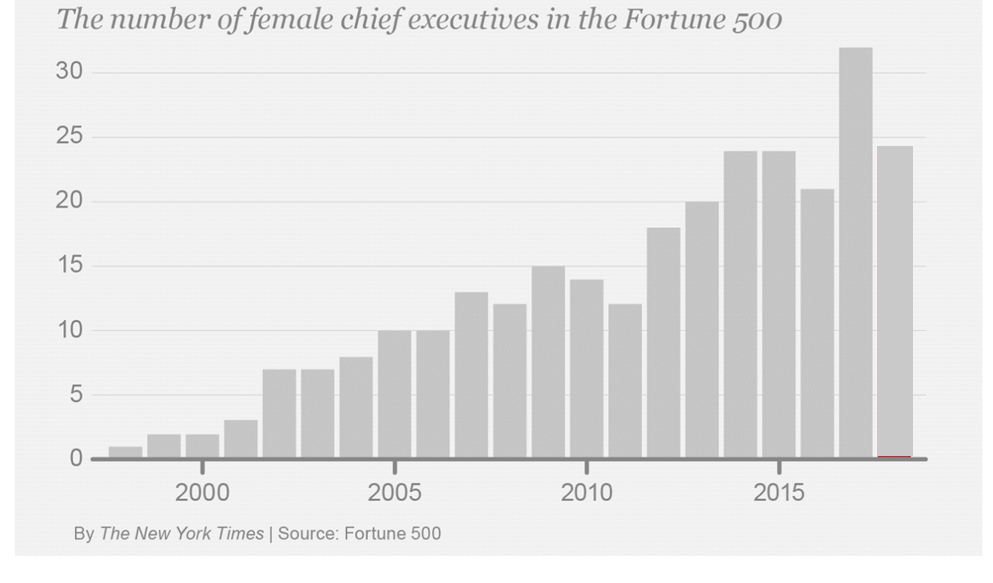 The number of female chief executives in the Fortune 500
30
25
20
15
10
5
0
2000 2005 2010 2015
By The New York Times | Source: Fortune 500